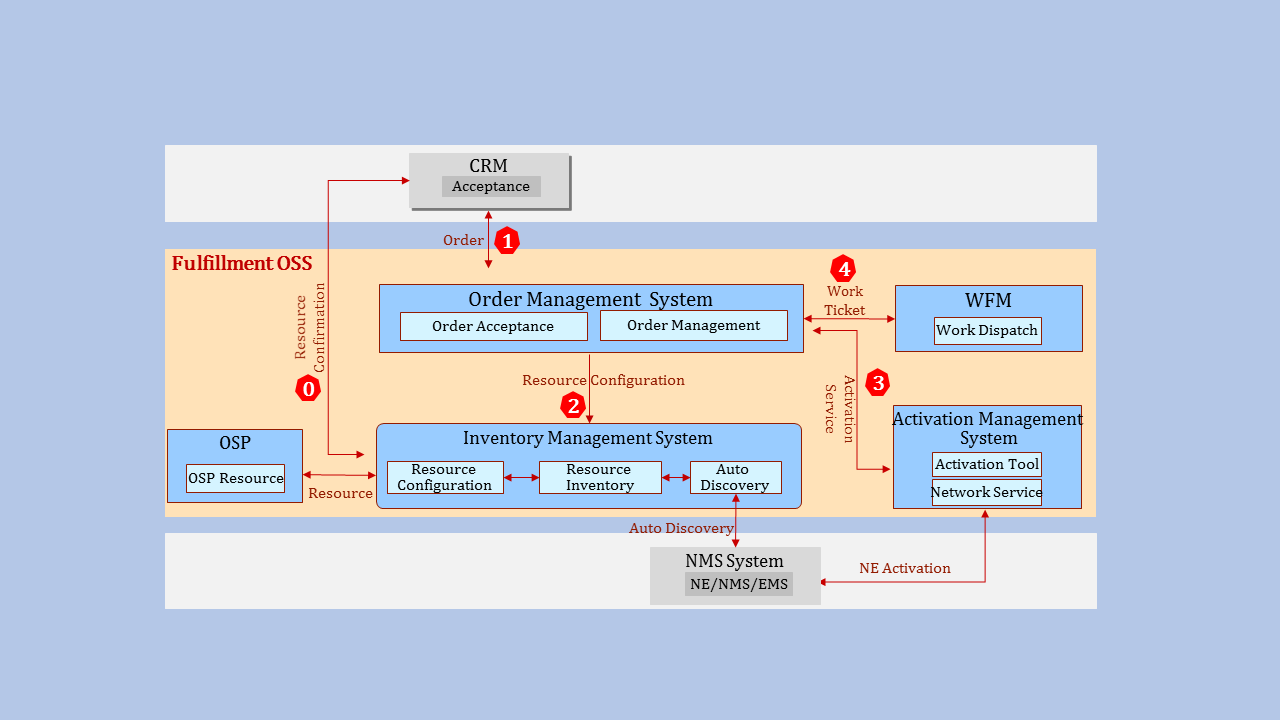 CRM
Acceptance
Order
1
Fulfillment OSS
4
Work
Ticket
Order Management System
Order Acceptance
Order Management
WFM
Work Dispatch
Resource
Confirmation
0
Resource Configuration
2
3
Activation
Service
OSP
OSP Resource
Resource
Inventory Management System
Resource
Configuration
Resource
Inventory
Auto
Discovery
Activation Management
System
Activation Tool
Network Service
Auto Discovery
NMS System
NE/NMS/EMS
NE Activation